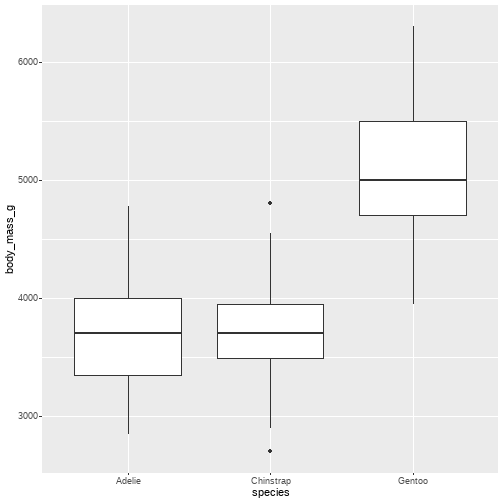 6000
5000
4000
3000
body_mass_g
Adelie
Chinstrap
Gentoo
species